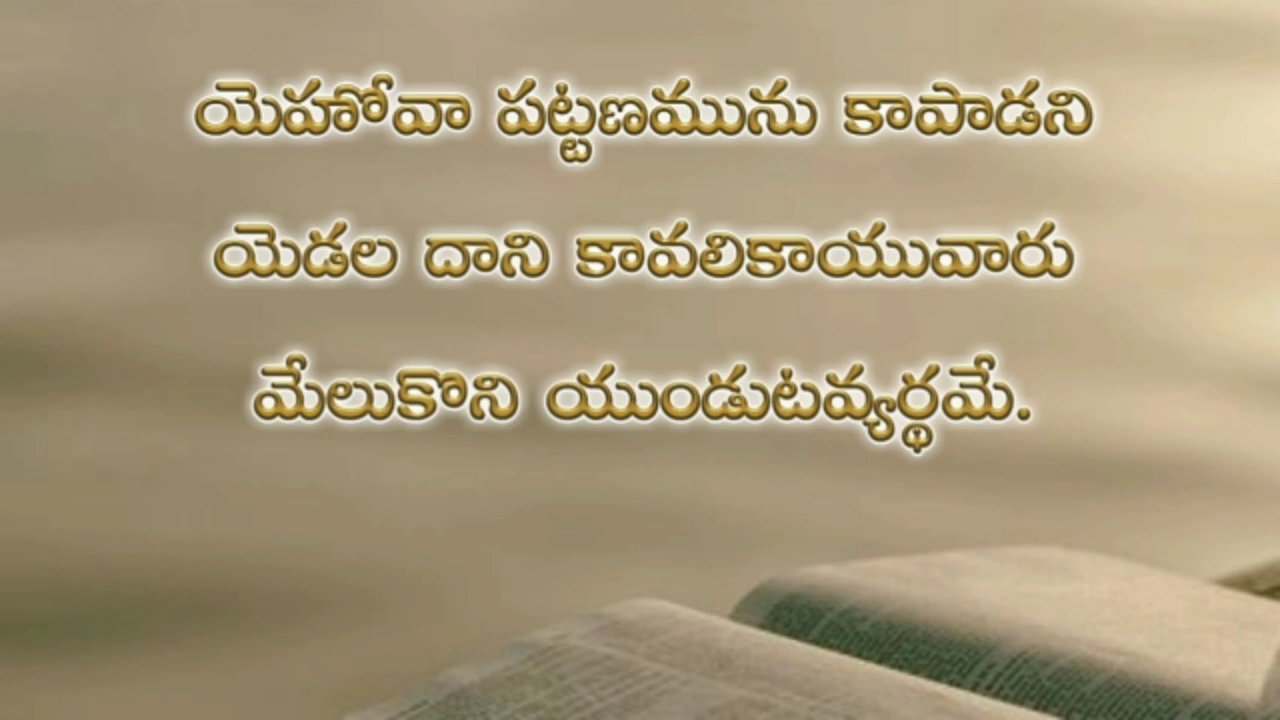 యెహోవా పట్టణమును కాపాడని
యెడల దాని కావలికాయువారు
మేలుకొని యుండుటవ్యర్థమే.